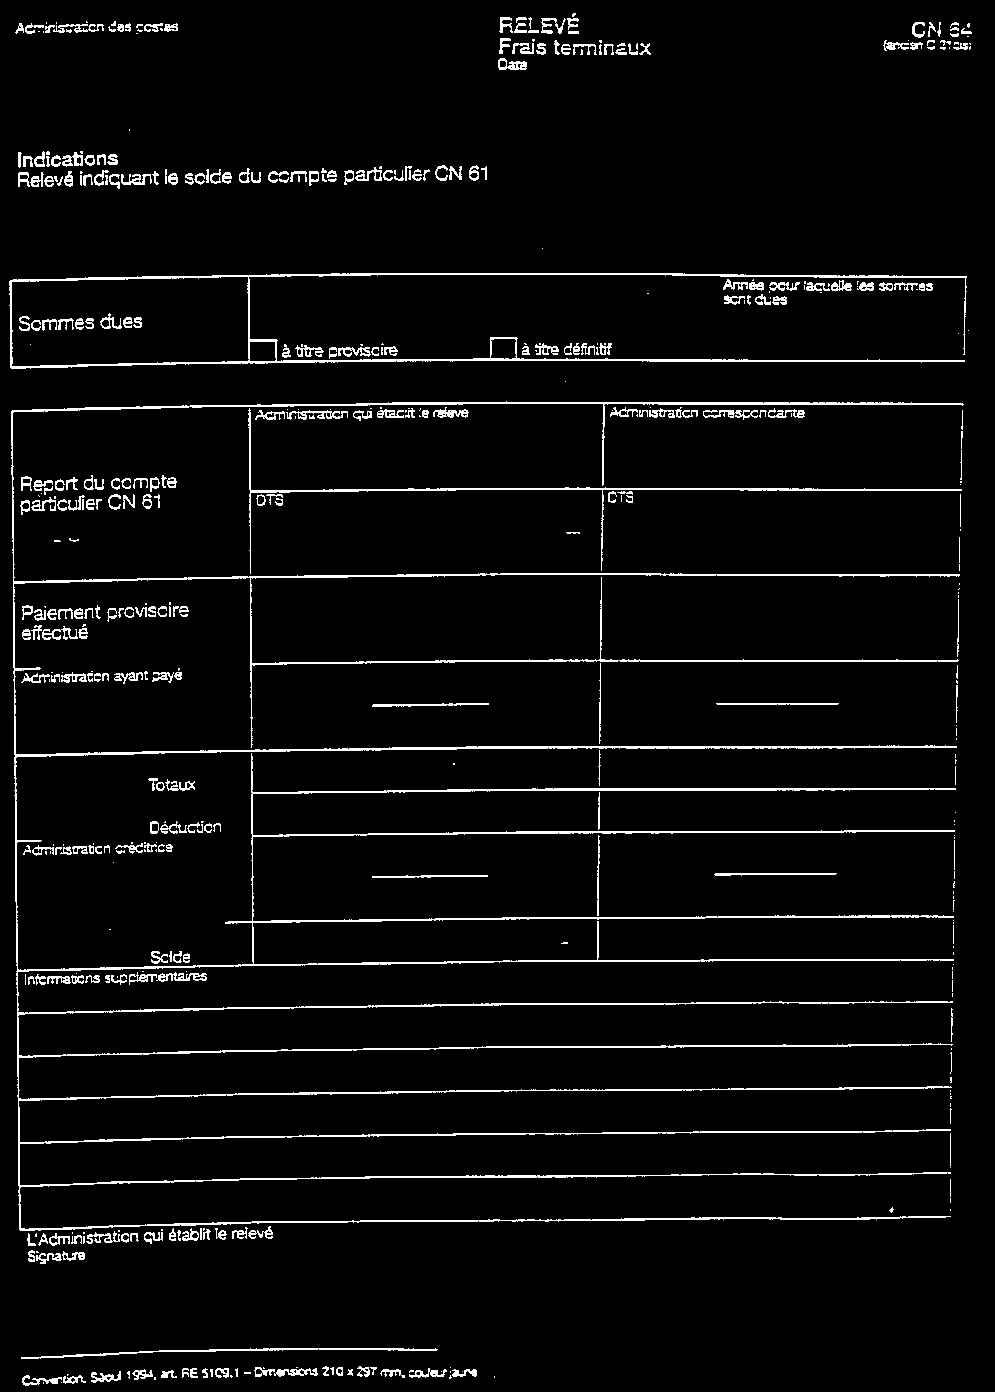 Administration des postes
RELEVÉ
Frais terminaux
Date
CN 64
(ancien C 21bis)
Indications
Relevé indiquant le solde du compte particulier CN 61
Sommes dues
à titre provisoire
à titre définitif
Année pour laquelle les sommes
sont dues
Report du compte
particulier CN 61
Administration qui établit le relevé
Administration correspondante
DTS
DTS
Paiement provisoire
effectué
Administration ayant payé
Totaux
Déduction
Administration créditrice
Solde
Informations supplémentaires
L'Administration qui établit le relevé
Signature
Convention, Séoul 1994, art. RE 5109.1 – Dimensions 210 x 297 mm, couleur jaune